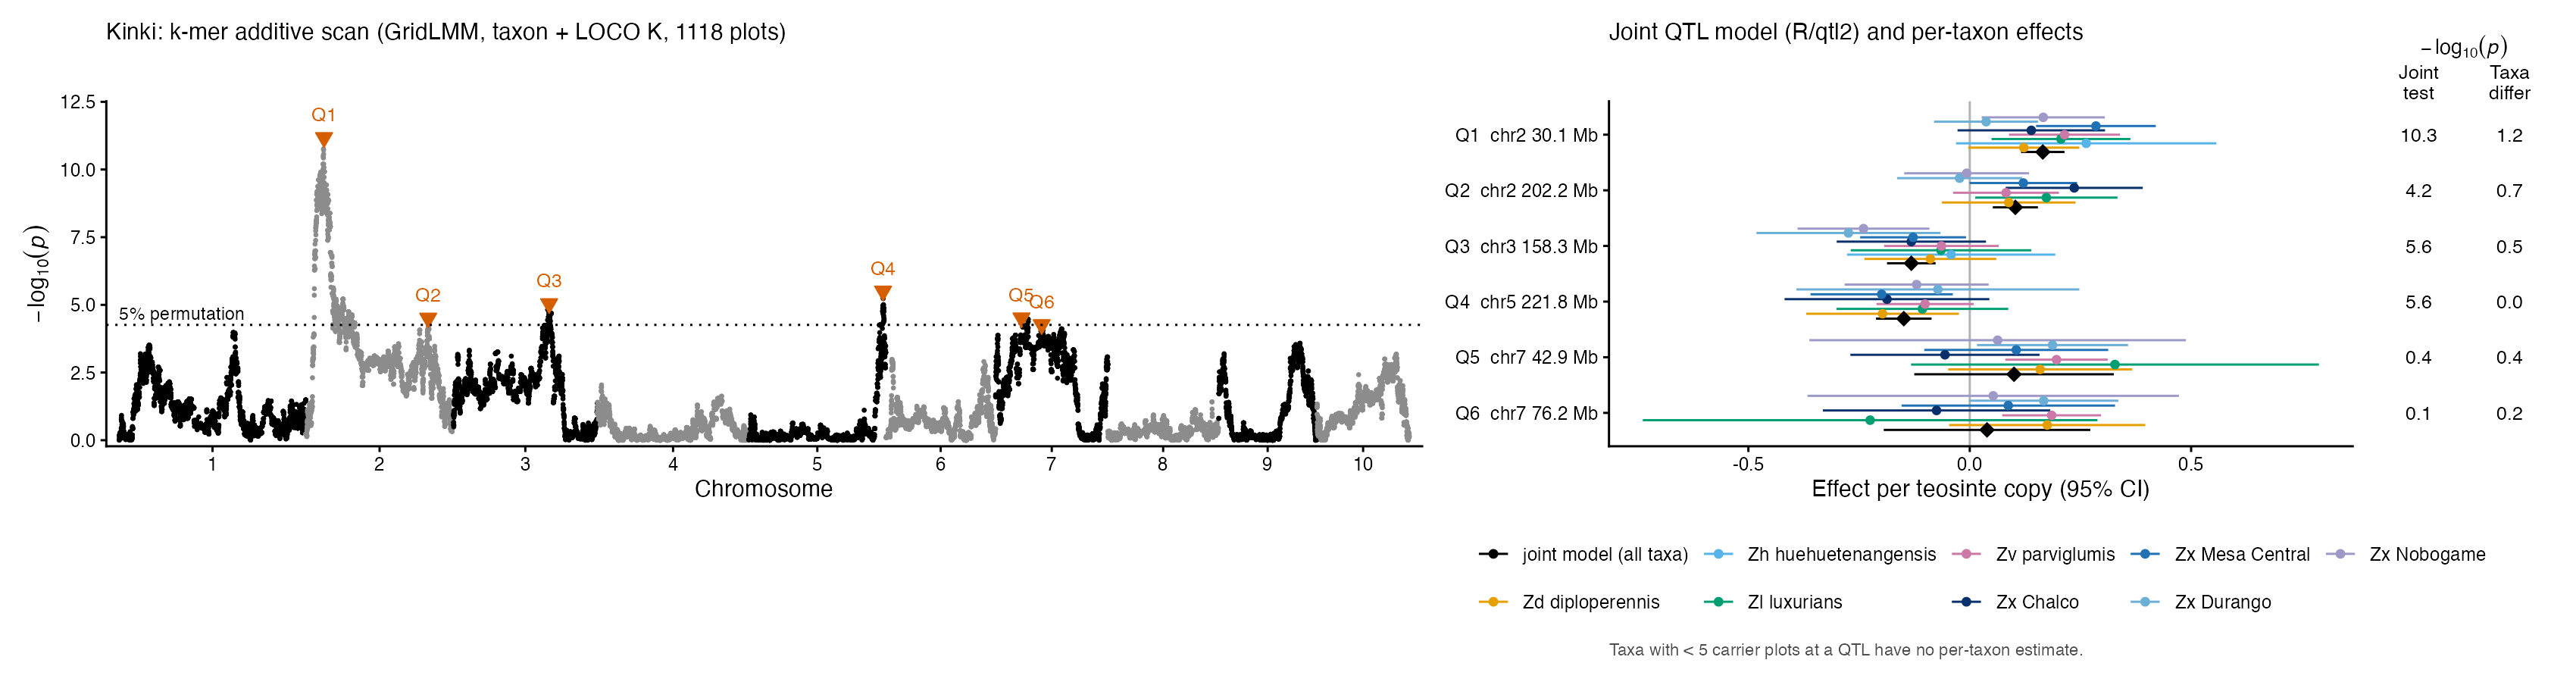 Kinki: k-mer additive scan (GridLMM, taxon + LOCO K, 1118 plots)
12.5
10.0
7.5
5.0
2.5
0.0
−log10(p)
5% permutation
Q1
Q2
Q3
Q4
Q5
Q6
1 2 3 4 5 6 7 8 9 10
Chromosome
Joint QTL model (R/qtl2) and per-taxon effects
−log10(p)
Joint test
Taxa differ
Q1 chr2 30.1 Mb 10.3 1.2
Q2 chr2 202.2 Mb 4.2 0.7
Q3 chr3 158.3 Mb 5.6 0.5
Q4 chr5 221.8 Mb 5.6 0.0
Q5 chr7 42.9 Mb 0.4 0.4
Q6 chr7 76.2 Mb 0.1 0.2
-0.5 0.0 0.5
Effect per teosinte copy (95% CI)
joint model (all taxa) Zh huehuetenangensis Zv parviglumis Zx Mesa Central Zx Nobogame
Zd diploperennis Zl luxurians Zx Chalco Zx Durango
Taxa with < 5 carrier plots at a QTL have no per-taxon estimate.